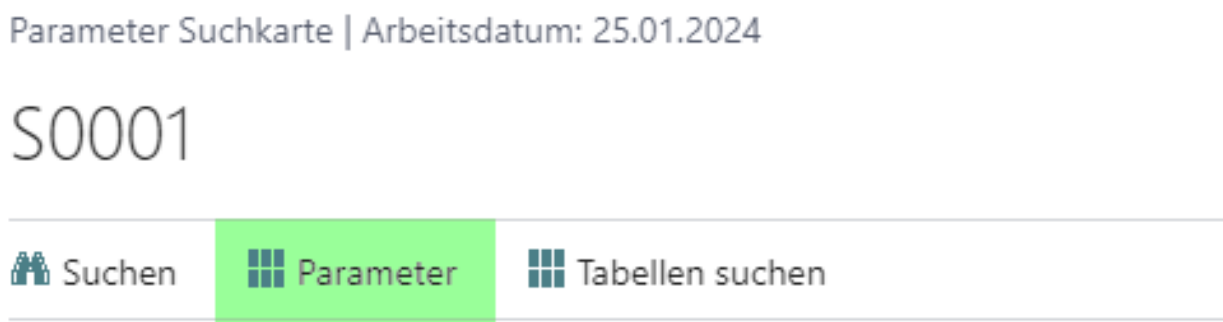 Parameter Suchkarte | Arbeitsdatum: 25.01.2024
S0001
Suchen Parameter Tabellen suchen